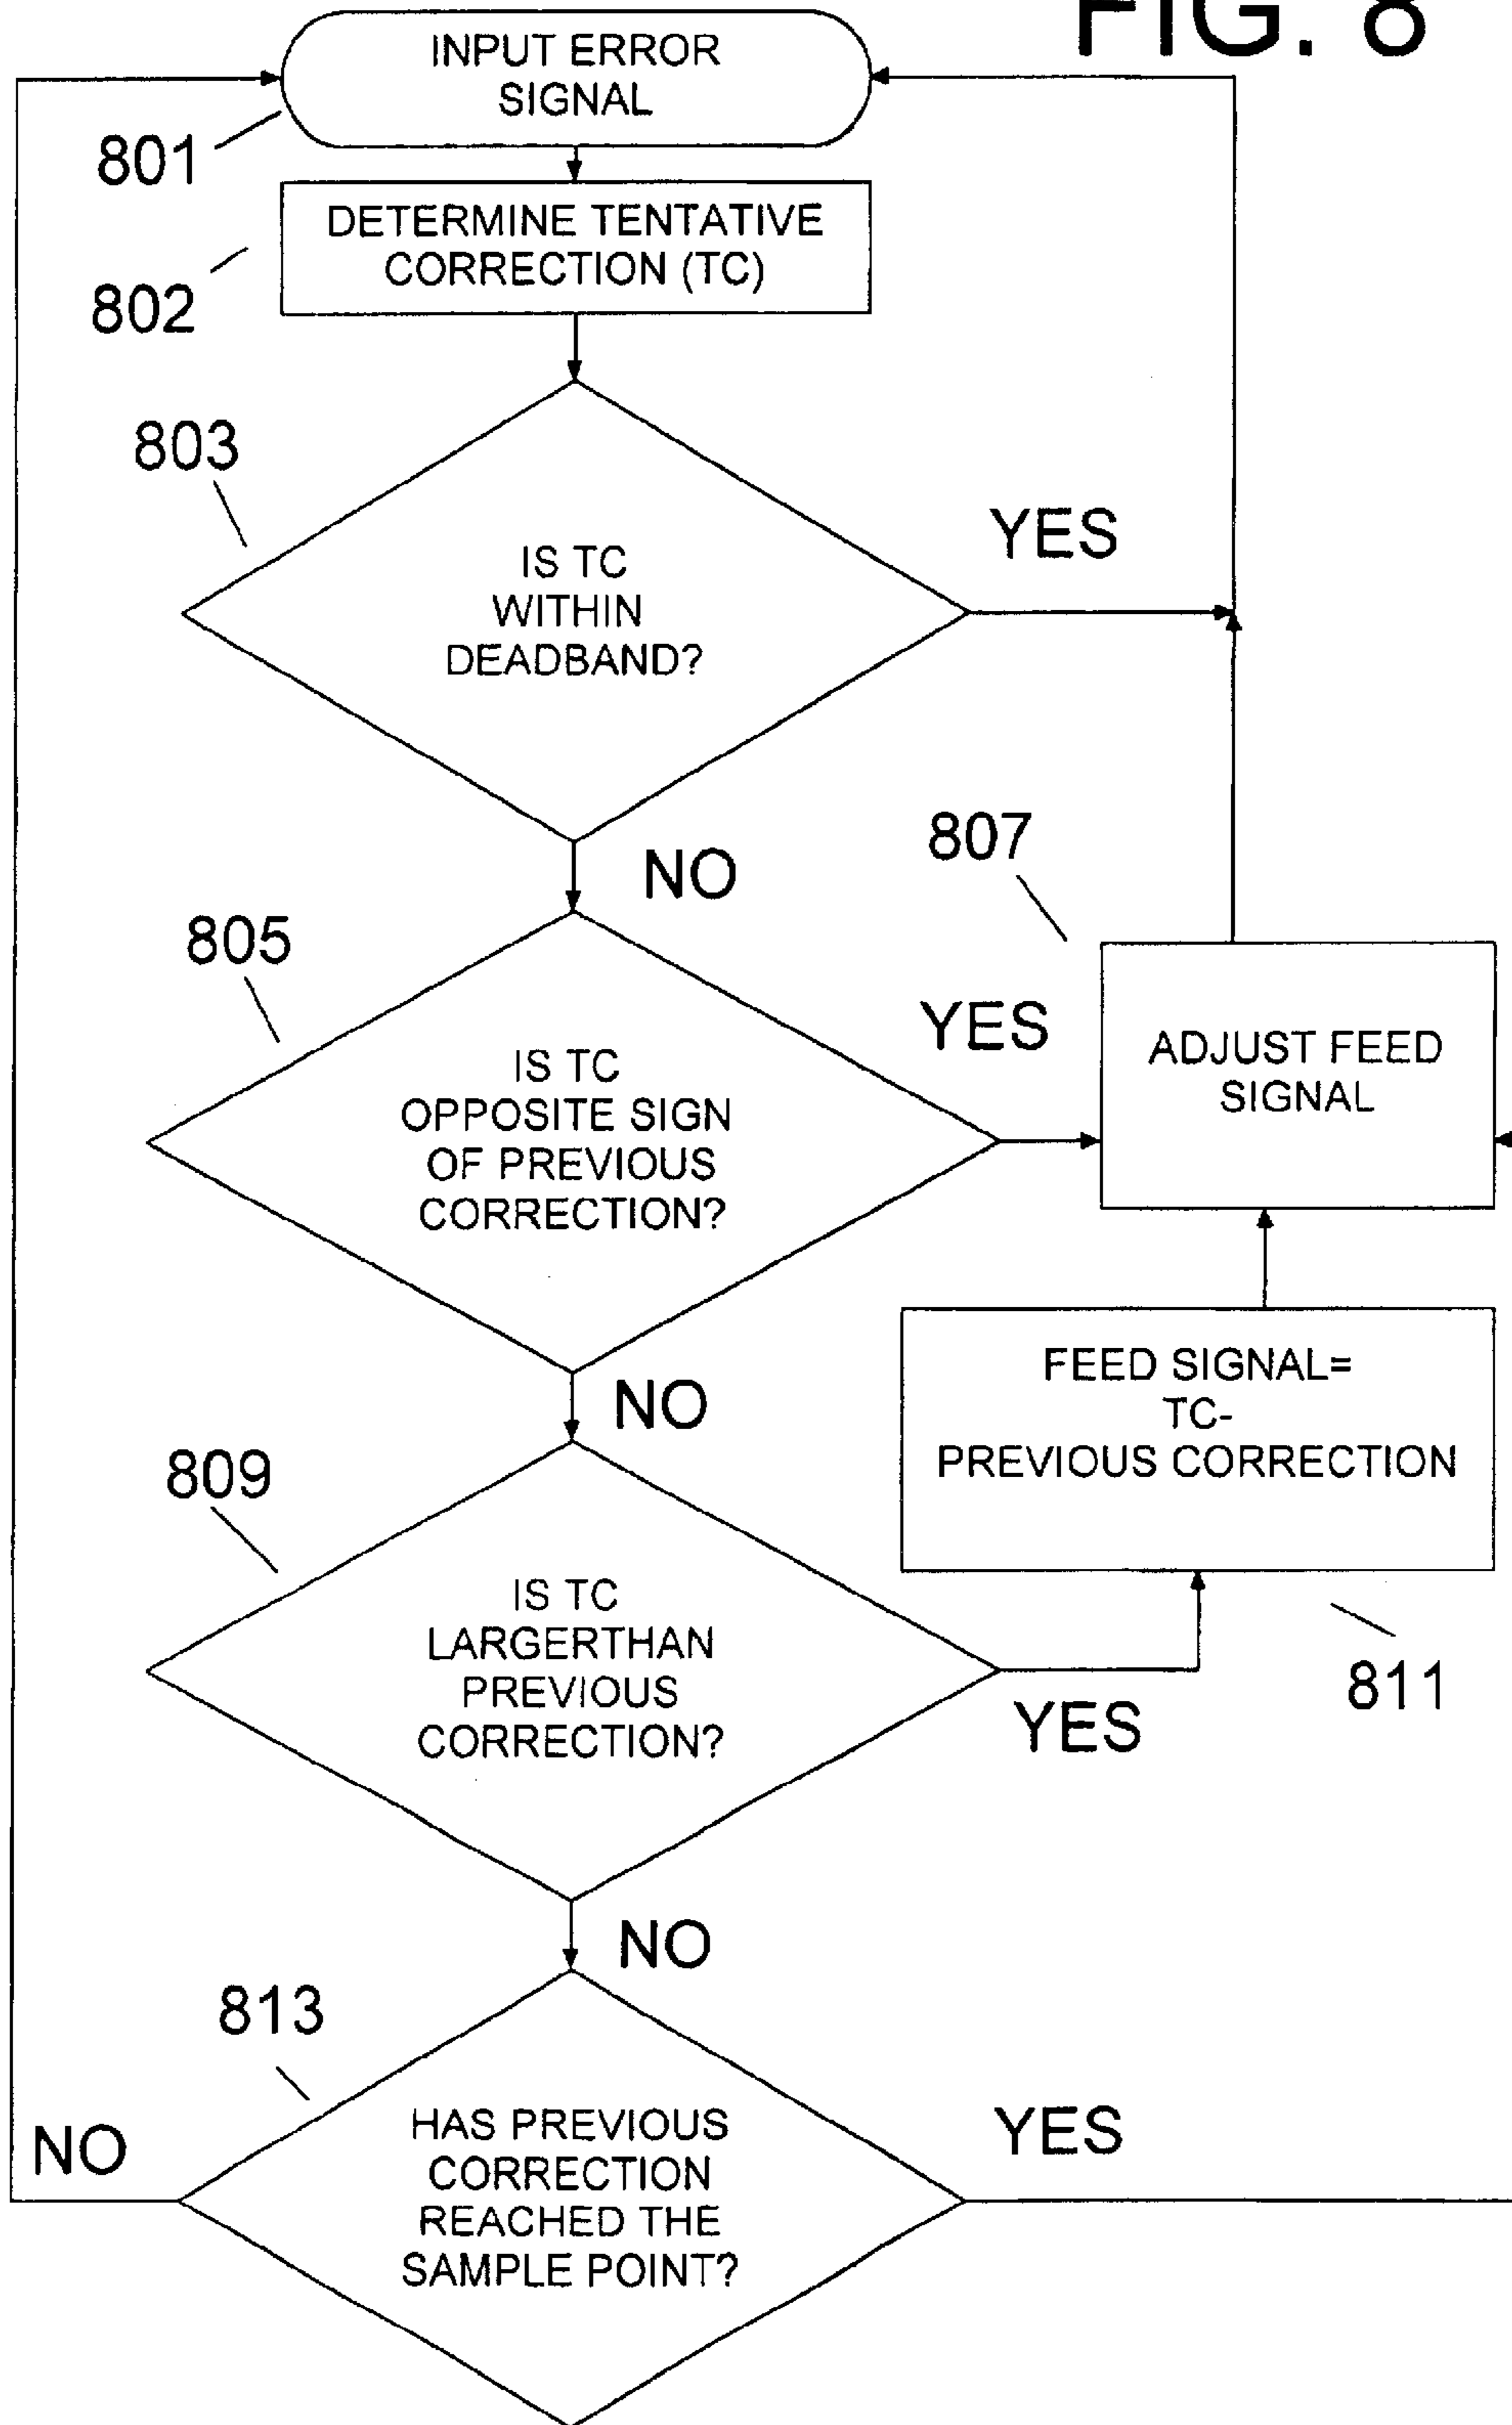 FIG. 8
INPUT ERROR
SIGNAL
801
DETERMINE TENTATIVE
CORRECTION (TC)
802
803
IS TC
WITHIN
DEADBAND?
YES
NO
805
IS TC
OPPOSITE SIGN
OF PREVIOUS
CORRECTION?
YES
807
ADJUST FEED
SIGNAL
NO
809
IS TC
LARGERTHAN
PREVIOUS
CORRECTION?
YES
FEED SIGNAL=
TC-
PREVIOUS CORRECTION
811
NO
813
HAS PREVIOUS
CORRECTION
REACHED THE
SAMPLE POINT?
NO
YES